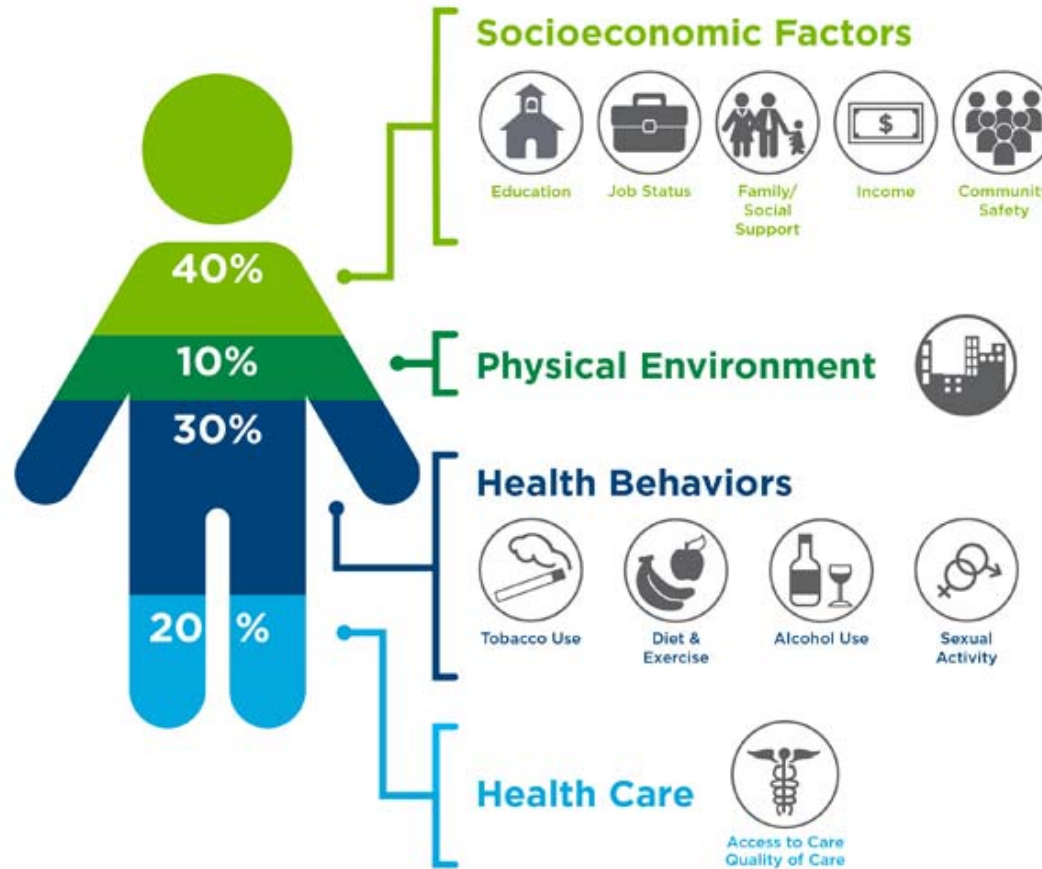 Socioeconomic Factors
$
Education
Job Status
Family/
Social
Support
Income
Community
Safety
40%
10%
Physical Environment
30%
Health Behaviors
Tobacco Use
Diet &
Exercise
Alcohol Use
Sexual
Activity
20 %
Health Care
Access to Care
Quality of Care